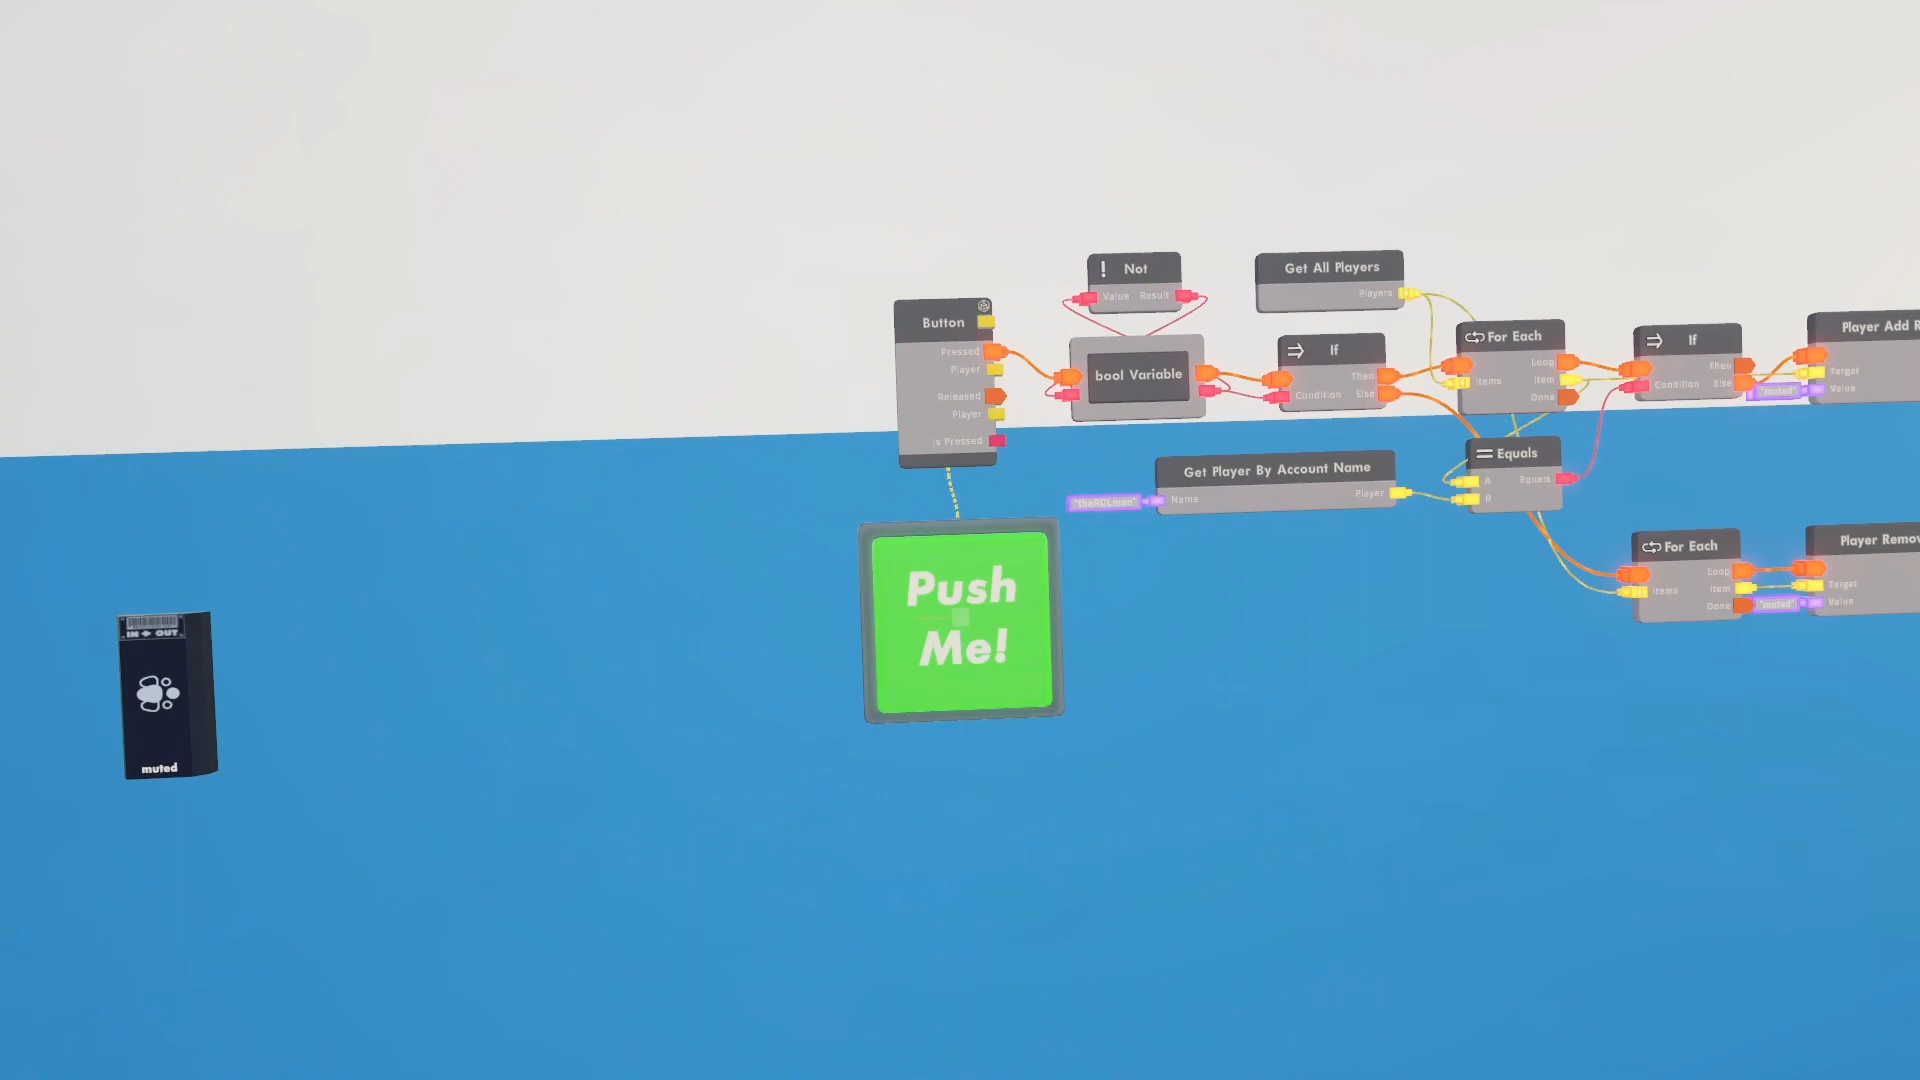 Not
Value Result
Get All Players
Players
Button
Pressed
Player
Released
Player
Is Pressed
bool Variable
If
Then
Condition Else
For Each
Loop
Items Item
Done
If
Then
Condition Else
Player Add R
Target
"muted" Value
Get Player By Account Name
"theRCLman" Name Player
Equals
A Equals
B
Push
Me!
For Each
Loop
Items Item
Done
Player Remov
Target
"muted" Value
IN OUT
muted